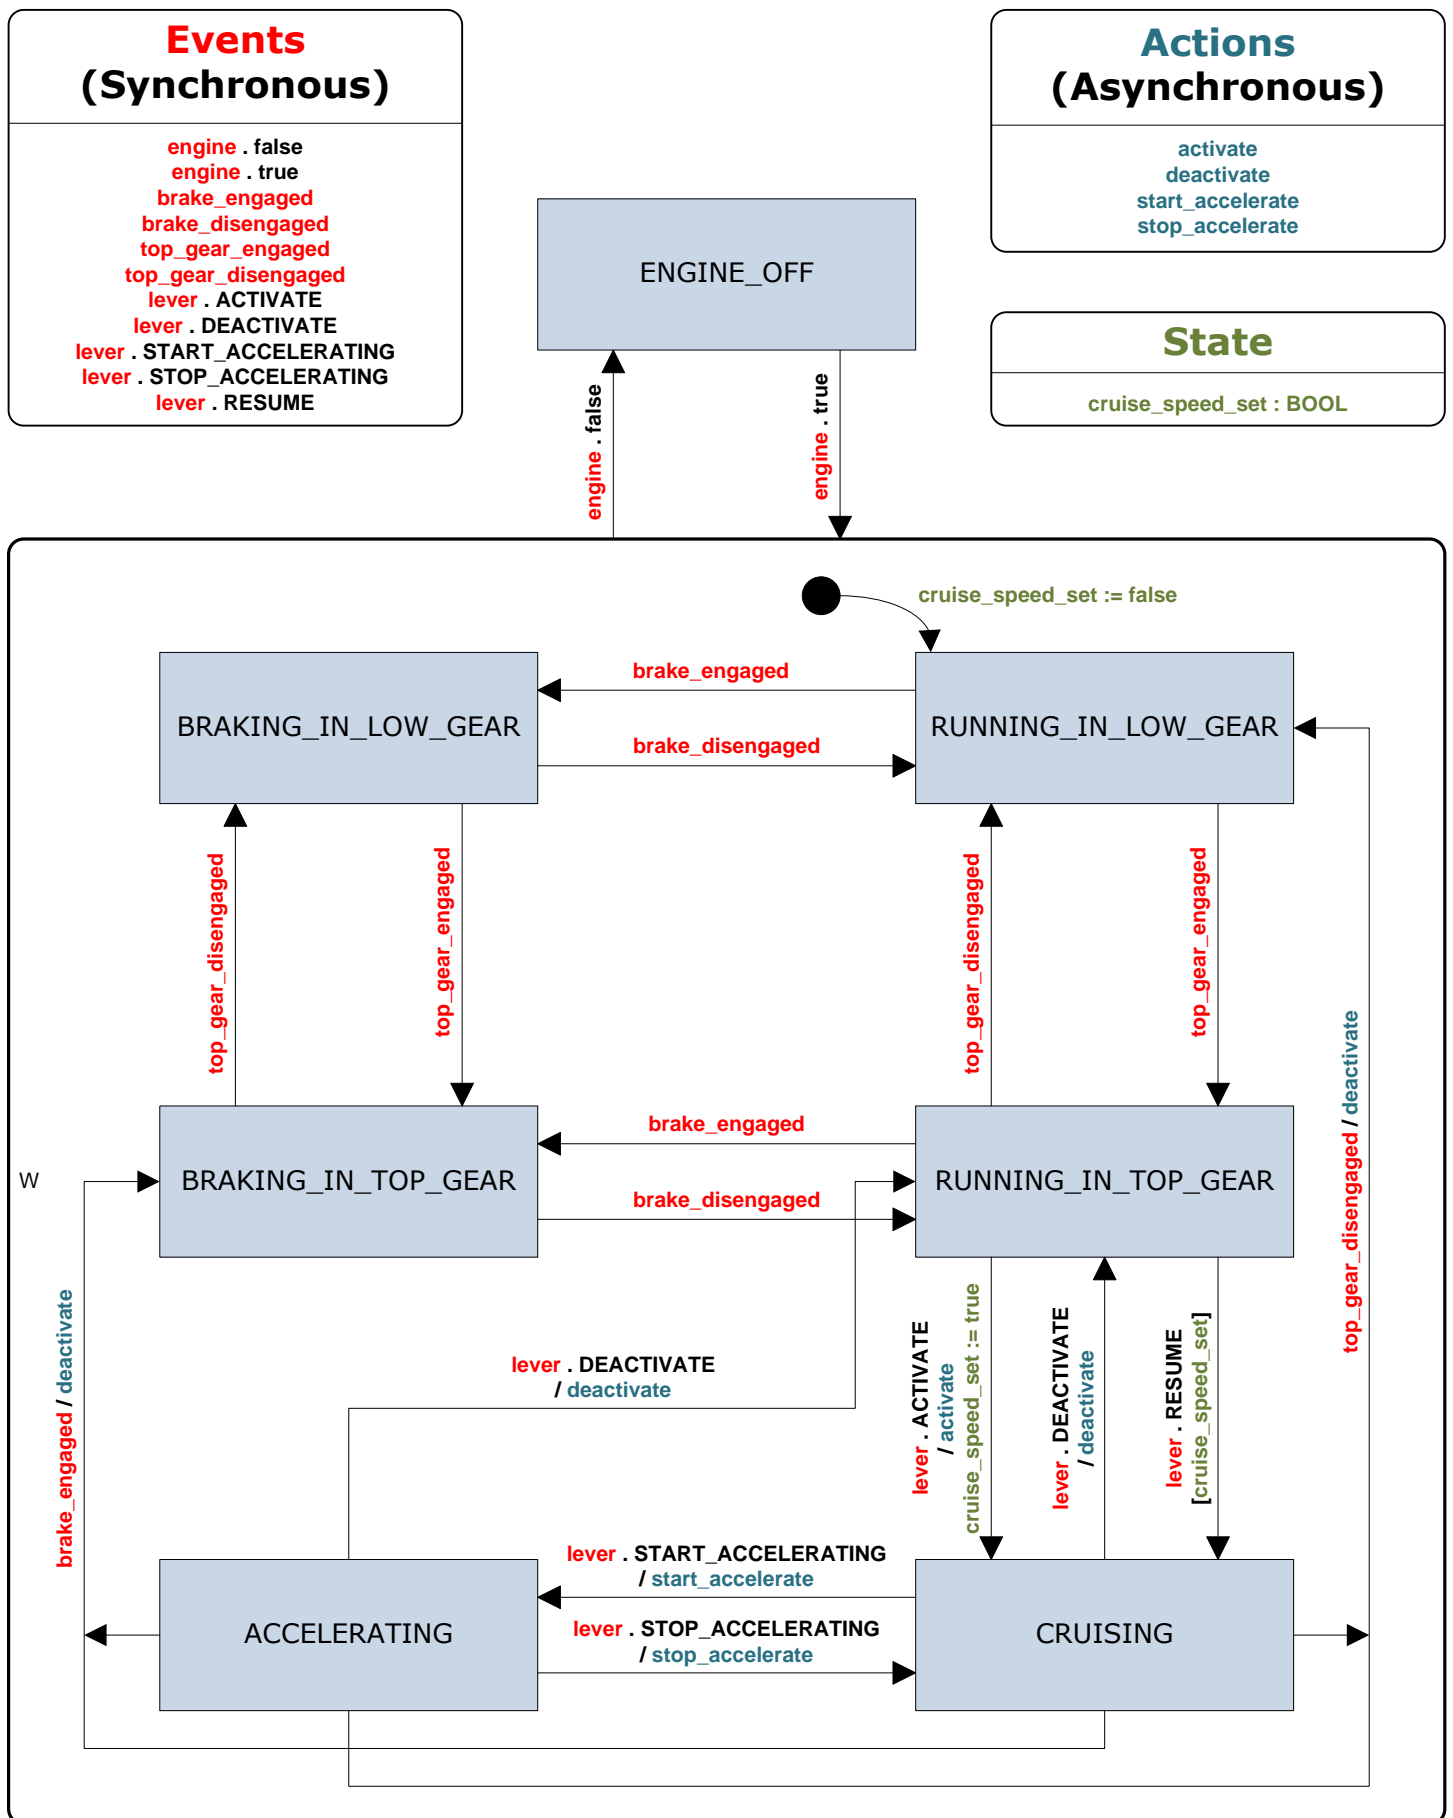 Events
(Synchronous)
engine . false
engine . true
brake_engaged
brake_disengaged
top_gear_engaged
top_gear_disengaged
lever . ACTIVATE
lever . DEACTIVATE
lever . START_ACCELERATING
lever . STOP_ACCELERATING
lever . RESUME
Actions
(Asynchronous)
activate
deactivate
start_accelerate
stop_accelerate
State
cruise_speed_set : BOOL
ENGINE_OFF
engine . false
engine . true
cruise_speed_set := false
BRAKING_IN_LOW_GEAR
brake_engaged
brake_disengaged
RUNNING_IN_LOW_GEAR
top_gear_disengaged
top_gear_engaged
top_gear_disengaged
top_gear_engaged
top_gear_disengaged / deactivate
W
BRAKING_IN_TOP_GEAR
brake_engaged
brake_disengaged
RUNNING_IN_TOP_GEAR
brake_engaged / deactivate
lever . DEACTIVATE
/ deactivate
lever . ACTIVATE
/ activate
cruise_speed_set := true
lever . DEACTIVATE
/ deactivate
lever . RESUME
[cruise_speed_set]
ACCELERATING
lever . START_ACCELERATING
/ start_accelerate
lever . STOP_ACCELERATING
/ stop_accelerate
CRUISING